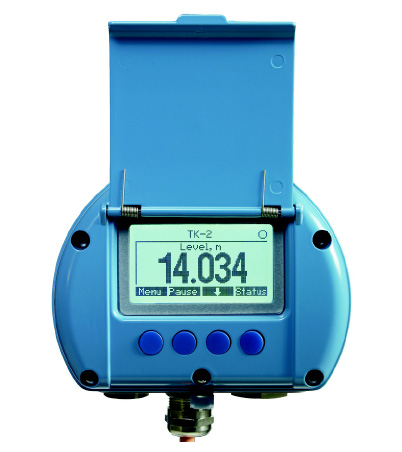 TK-2
Level, m
14.034
Menu Pause ↓ Status